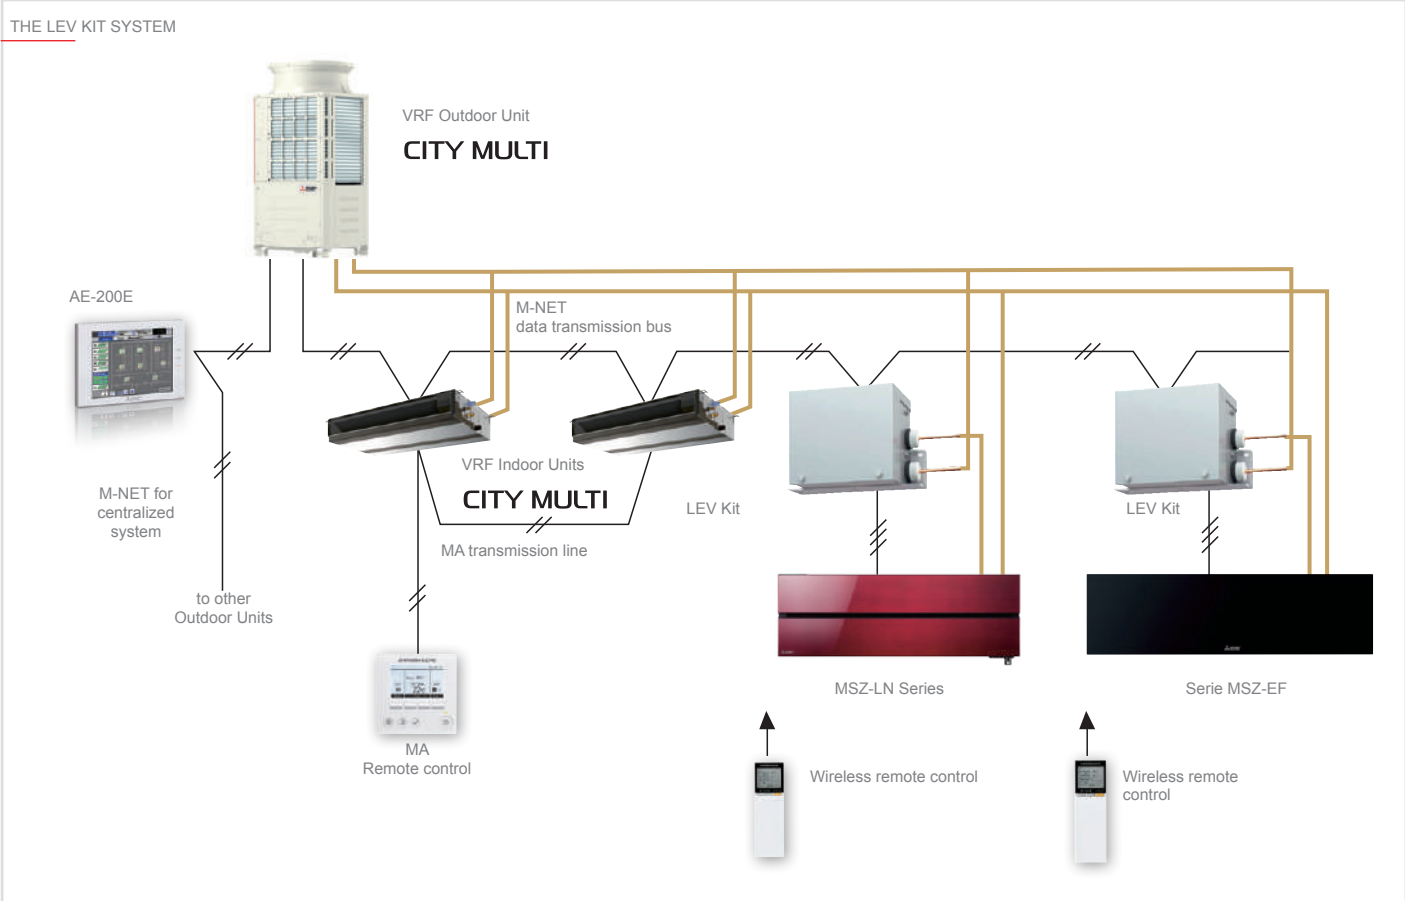 THE LEV KIT SYSTEM
VRF Outdoor Unit
CITY MULTI
AE-200E
M-NET
data transmission bus
VRF Indoor Units
CITY MULTI
M-NET for
centralized
system
LEV Kit
LEV Kit
MA transmission line
to other
Outdoor Units
MSZ-LN Series
Serie MSZ-EF
MA
Remote control
Wireless remote control
Wireless remote
control